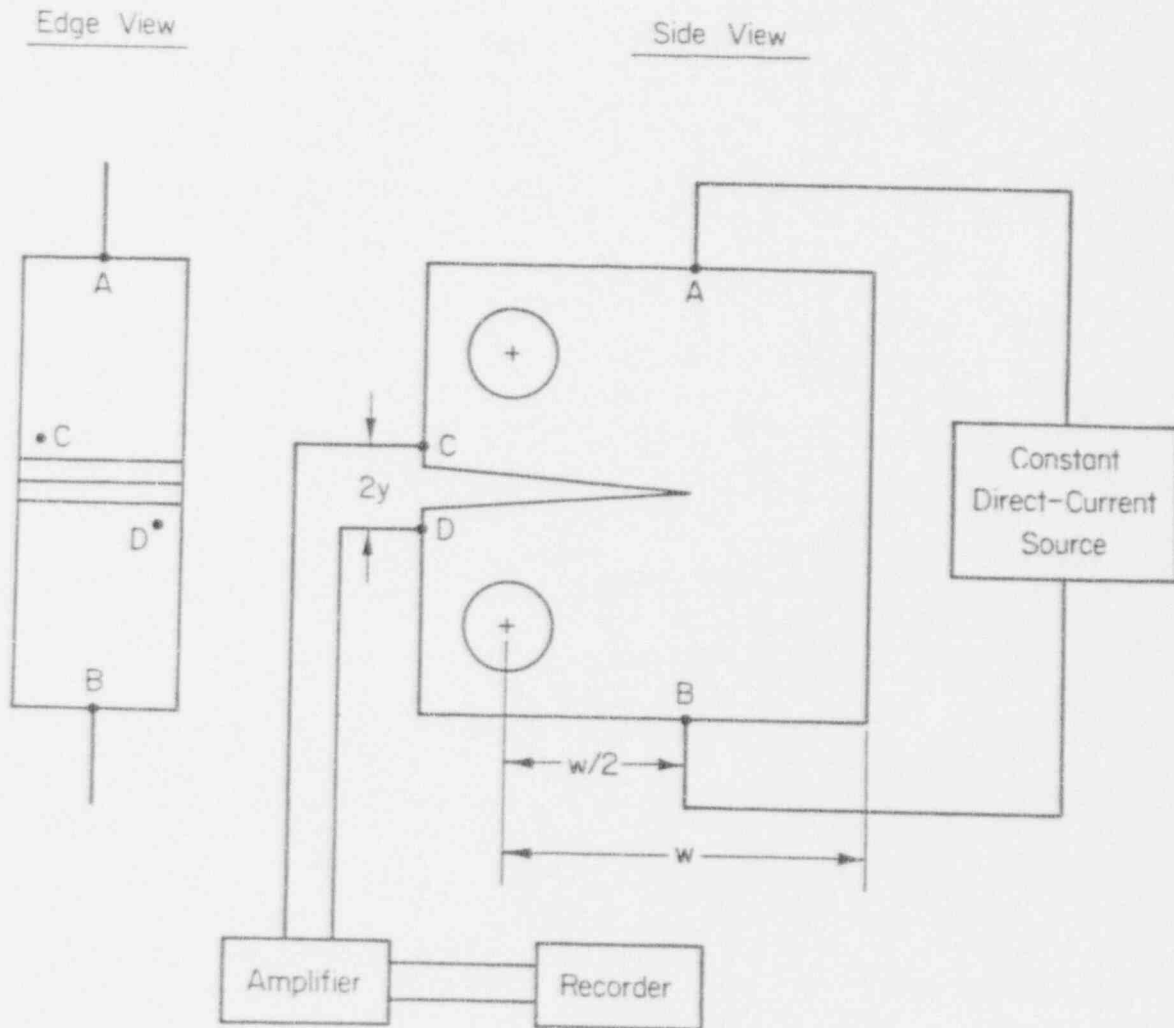 Edge View
Side View
A
A
C
C
2y
D
D
Constant
Direct-Current
Source
B
B
w/2
w
Amplifier
Recorder